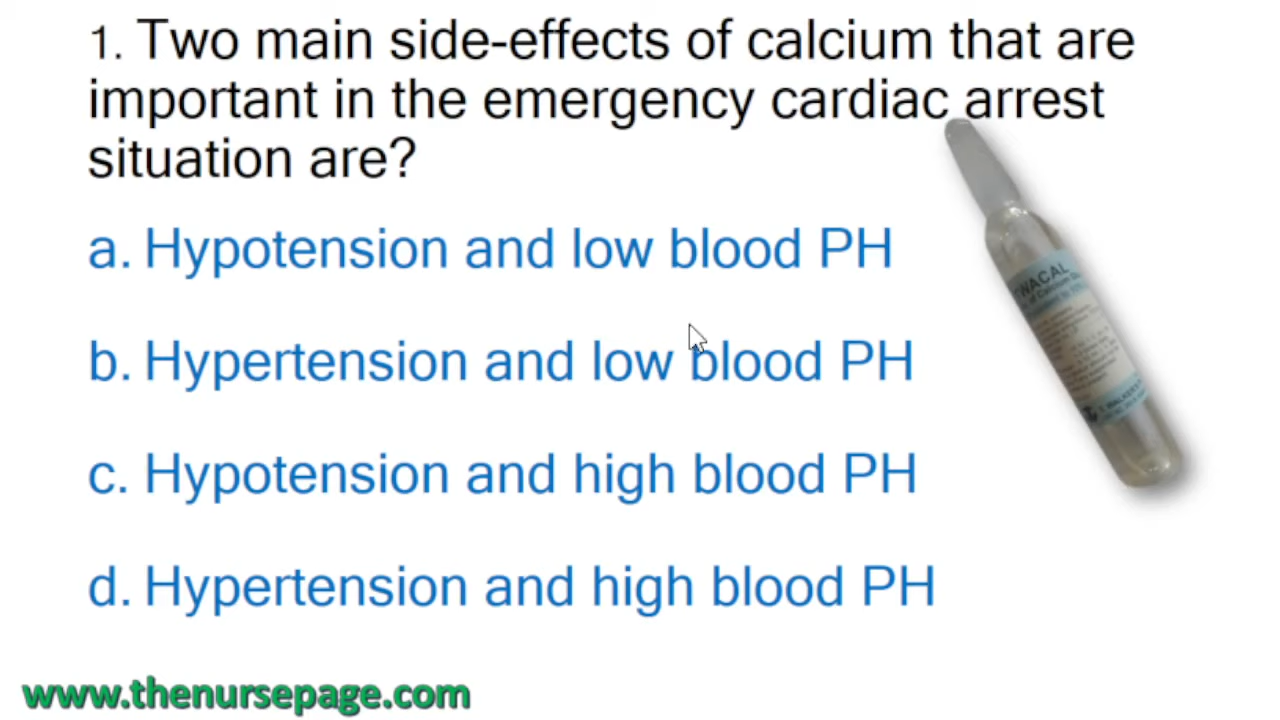 1. Two main side-effects of calcium that are
important in the emergency cardiac arrest
situation are?
a. Hypotension and low blood PH
b. Hypertension and low blood PH
c. Hypotension and high blood PH
d. Hypertension and high blood PH
www.thenursepage.com